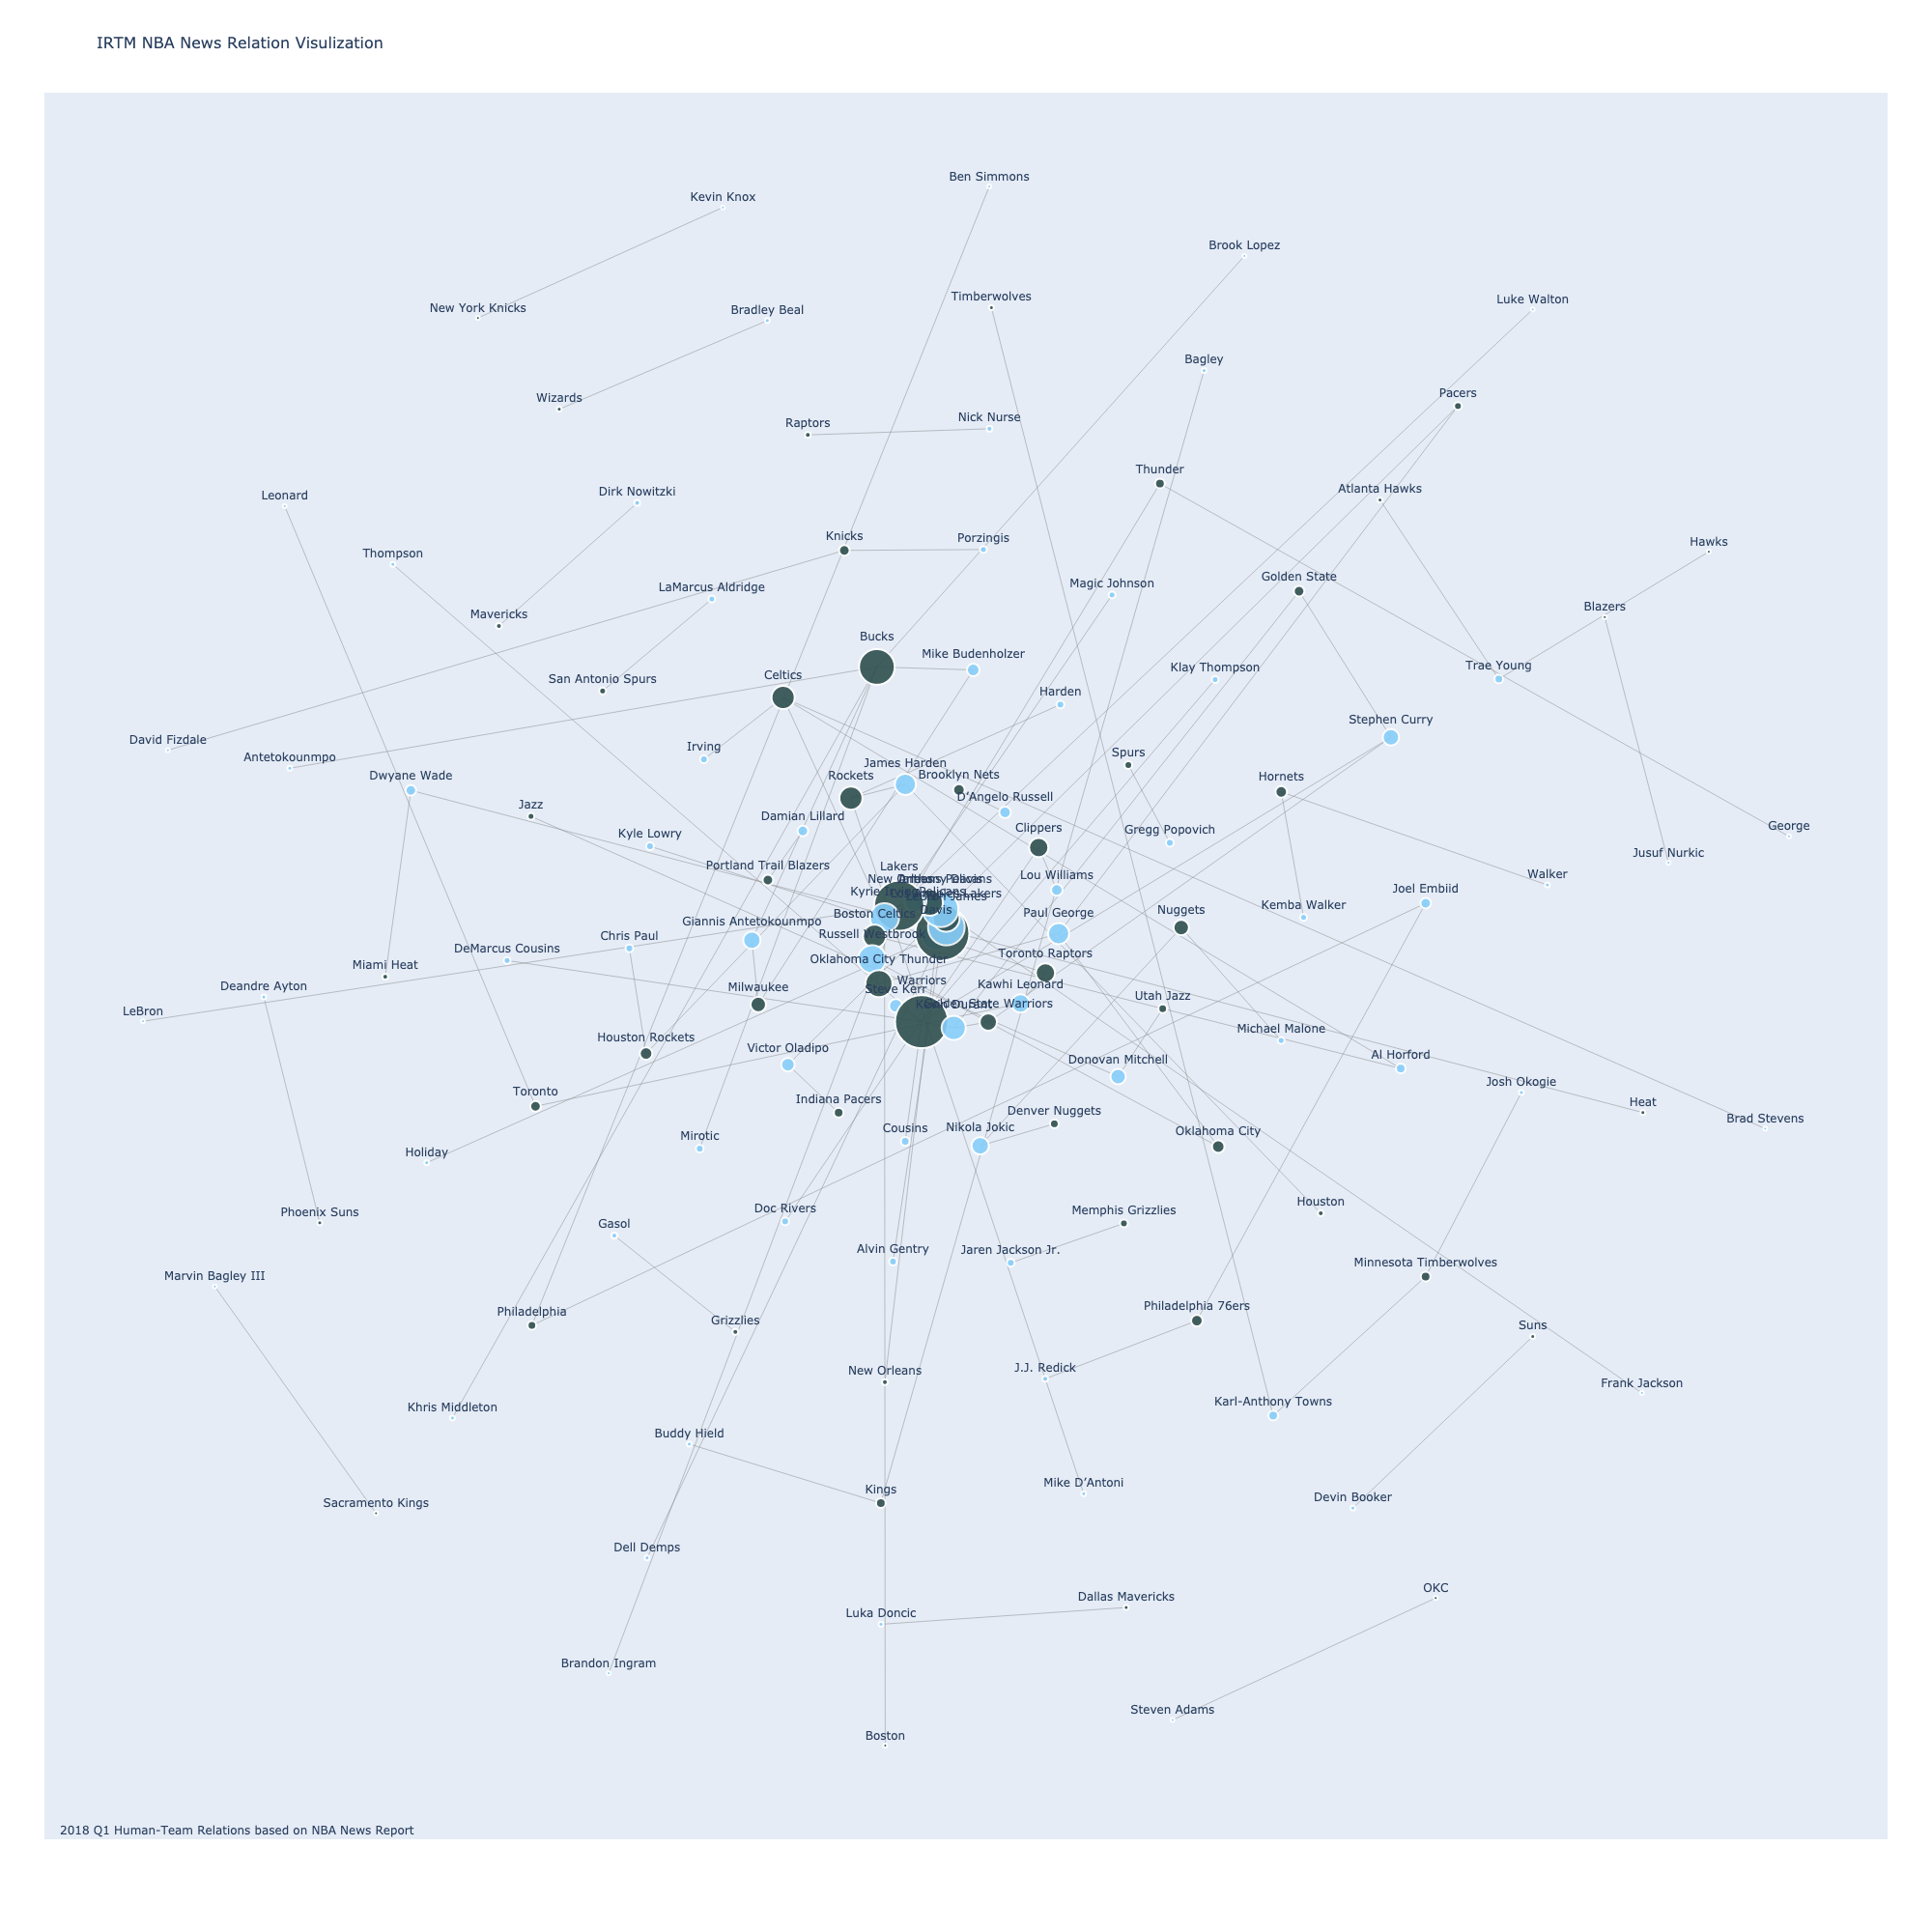 IRTM NBA News Relation Visulization
Ben Simmons
Kevin Knox
Brook Lopez
Timberwolves
Luke Walton
New York Knicks
Bradley Beal
Bagley
Pacers
Wizards
Raptors
Nick Nurse
Thunder
Atlanta Hawks
Leonard
Dirk Nowitzki
Knicks
Porzingis
Hawks
Thompson
Golden State
LaMarcus Aldridge
Magic Johnson
Blazers
Mavericks
Bucks
Mike Budenholzer
Klay Thompson
Trae Young
San Antonio Spurs
Celtics
Harden
Stephen Curry
David Fizdale
Irving
Antetokounmpo
Spurs
James Harden
Dwyane Wade
Rockets
Brooklyn Nets
Hornets
D'Angelo Russell
Jazz
Damian Lillard
Kyle Lowry
Clippers
Gregg Popovich
George
Jusuf Nurkic
Portland Trail Blazers
Lakers
Lou Williams
Walker
Joel Embiid
Anthony Davis
LeBron James
Davis
Kemba Walker
Boston Celtics
Paul George
Nuggets
Giannis Antetokounmpo
Russell Westbrook
Chris Paul
DeMarcus Cousins
Toronto Raptors
Oklahoma City Thunder
Miami Heat
Warriors
Kawhi Leonard
Deandre Ayton
Milwaukee
Steve Kerr
Utah Jazz
Golden State Warriors
Kevin Durant
LeBron
Michael Malone
Houston Rockets
Victor Oladipo
Donovan Mitchell
Al Horford
Josh Okogie
Toronto
Indiana Pacers
Denver Nuggets
Heat
Brad Stevens
Mirotic
Cousins
Nikola Jokic
Oklahoma City
Holiday
Houston
Phoenix Suns
Doc Rivers
Memphis Grizzlies
Gasol
Alvin Gentry
Jaren Jackson Jr.
Minnesota Timberwolves
Marvin Bagley III
Philadelphia
Grizzlies
Philadelphia 76ers
Suns
New Orleans
J.J. Redick
Frank Jackson
Khris Middleton
Karl-Anthony Towns
Buddy Hield
Kings
Mike D'Antoni
Devin Booker
Sacramento Kings
Dell Demps
Dallas Mavericks
OKC
Luka Doncic
Brandon Ingram
Steven Adams
Boston
2018 Q1 Human-Team Relations based on NBA News Report